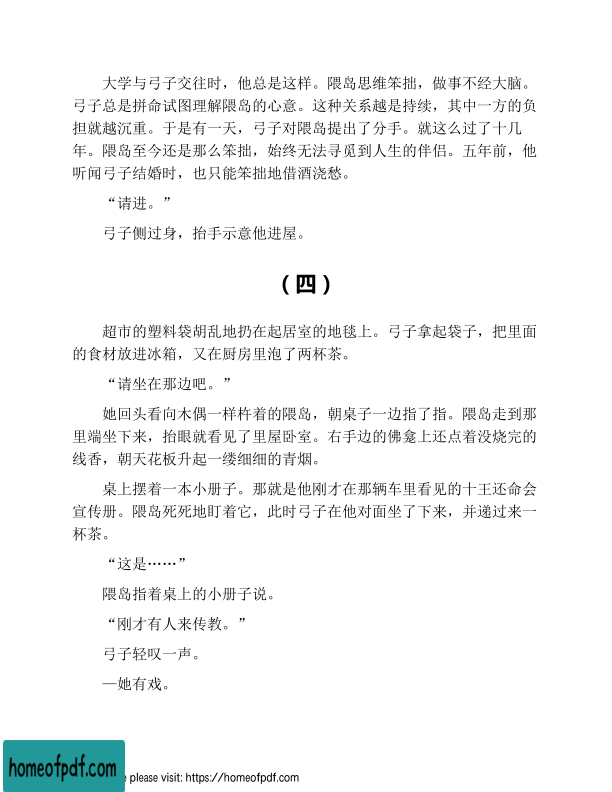 大学与弓子交往时，他总是这样。隈岛思维笨拙，做事不经大脑。
弓子总是拼命试图理解隈岛的心意。这种关系越是持续，其中一方的负
担就越沉重。于是有一天，弓子对隈岛提出了分手。就这么过了十几
年。隈岛至今还是那么笨拙，始终无法寻觅到人生的伴侣。五年前，他
听闻弓子结婚时，也只能笨拙地借酒浇愁。
“请进。”
弓子侧过身，抬手示意他进屋。
（四）
超市的塑料袋胡乱地扔在起居室的地毯上。弓子拿起袋子，把里面
的食材放进冰箱，又在厨房里泡了两杯茶。
“请坐在那边吧。”
她回头看向木偶一样杵着的隈岛，朝桌子一边指了指。隈岛走到那
里端坐下来，抬眼就看见了里屋卧室。右手边的佛龛上还点着没烧完的
线香，朝天花板升起一缕细细的青烟。
桌上摆着一本小册子。那就是他刚才在那辆车里看见的十王还命会
宣传册。隈岛死死地盯着它，此时弓子在他对面坐了下来，并递过来一
杯茶。
“这是……”
隈岛指着桌上的小册子说。
“刚才有人来传教。”
弓子轻叹一声。
—她有戏。
homeofpdf.com
e please visit: https://homeofpdf.com